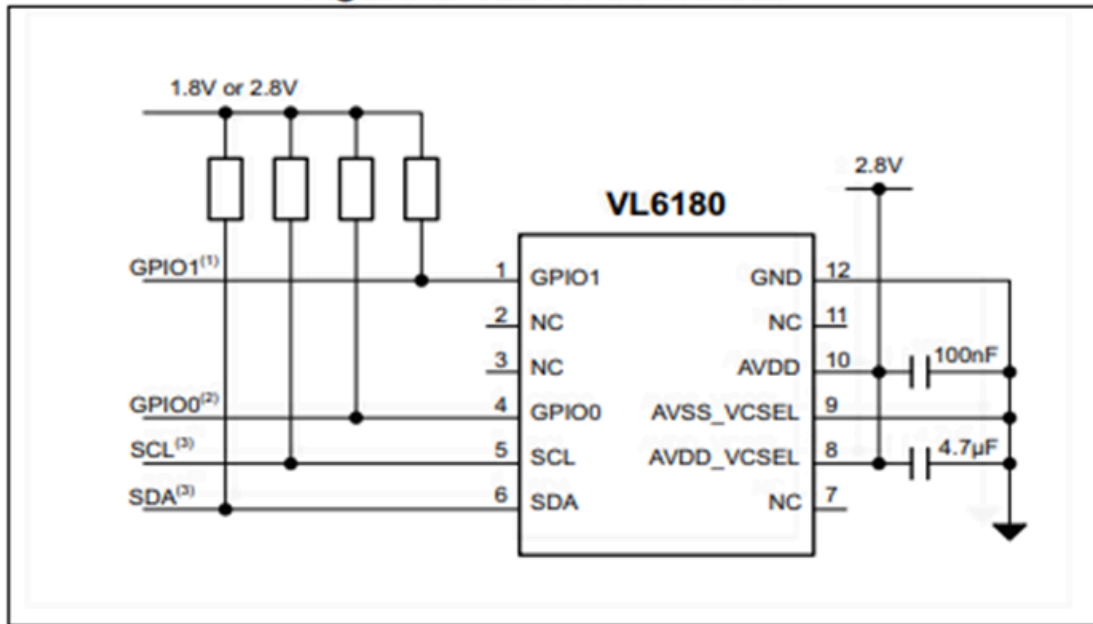 1.8V or 2.8V
2.8V
VL6180
GPIO1(1) 1 GPIO1 GND 12
2 NC NC 11
3 NC AVDD 10 100nF
GPIO0(2) 4 GPIO0 AVSS_VCSEL 9
SCL(3) 5 SCL AVDD_VCSEL 8 4.7µF
SDA(3) 6 SDA NC 7